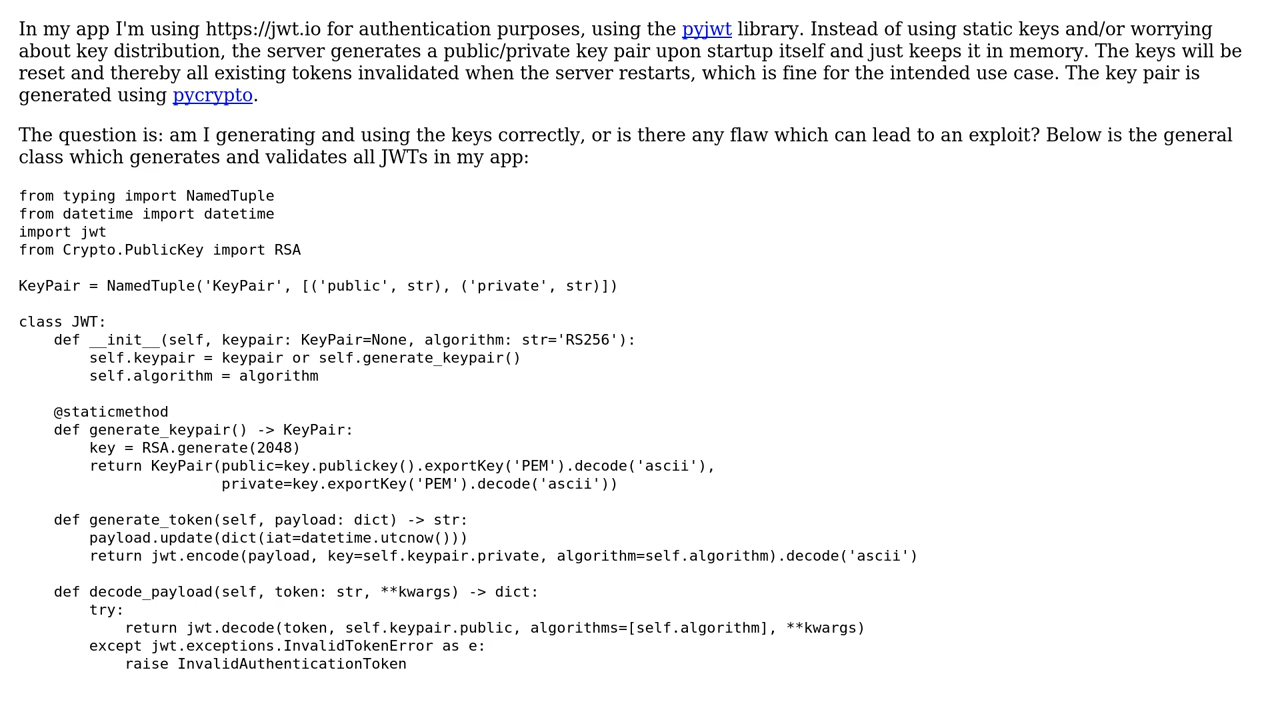 In my app I'm using https://jwt.io for authentication purposes, using the pyjwt library. Instead of using static keys and/or worrying
about key distribution, the server generates a public/private key pair upon startup itself and just keeps it in memory. The keys will be
reset and thereby all existing tokens invalidated when the server restarts, which is fine for the intended use case. The key pair is
generated using pycrypto.
The question is: am I generating and using the keys correctly, or is there any flaw which can lead to an exploit? Below is the general
class which generates and validates all JWTs in my app:
from typing import NamedTuple
from datetime import datetime
import jwt
from Crypto.PublicKey import RSA
KeyPair = NamedTuple('KeyPair', [('public', str), ('private', str)])
class JWT:
    def __init__(self, keypair: KeyPair=None, algorithm: str='RS256'):
        self.keypair = keypair or self.generate_keypair()
        self.algorithm = algorithm
    @staticmethod
    def generate_keypair() -> KeyPair:
        key = RSA.generate(2048)
        return KeyPair(public=key.publickey().exportKey('PEM').decode('ascii'),
                       private=key.exportKey('PEM').decode('ascii'))
    def generate_token(self, payload: dict) -> str:
        payload.update(dict(iat=datetime.utcnow()))
        return jwt.encode(payload, key=self.keypair.private, algorithm=self.algorithm).decode('ascii')
    def decode_payload(self, token: str, **kwargs) -> dict:
        try:
            return jwt.decode(token, self.keypair.public, algorithms=[self.algorithm], **kwargs)
        except jwt.exceptions.InvalidTokenError as e:
            raise InvalidAuthenticationToken